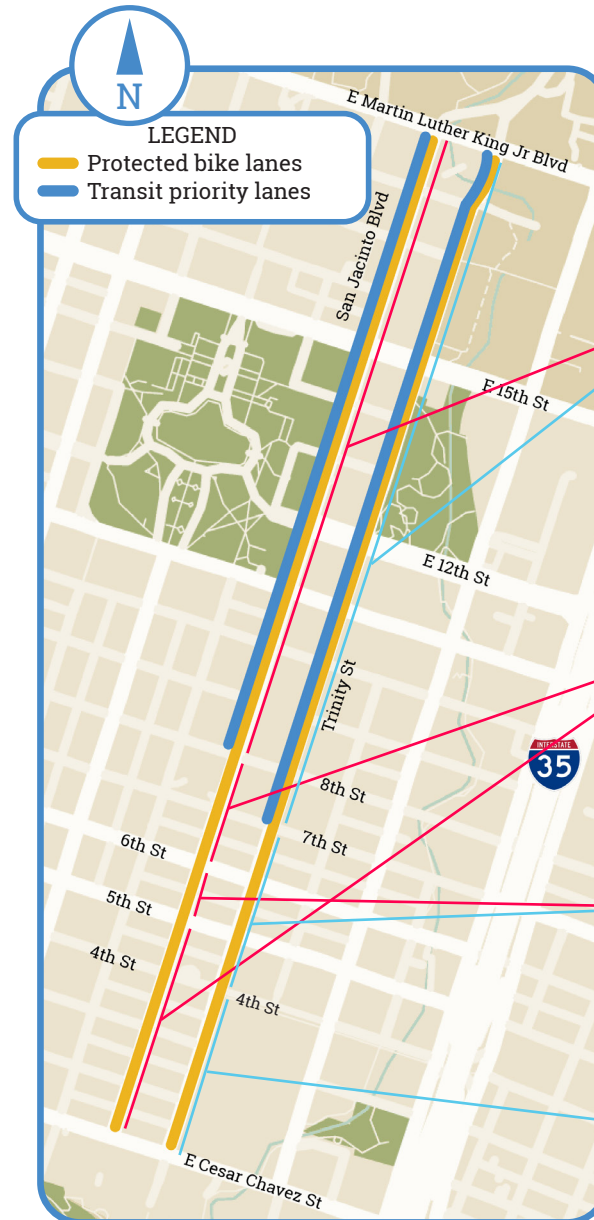 N
LEGEND
Protected bike lanes
Transit priority lanes
E Martin Luther King Jr Blvd
San Jacinto Blvd
E 15th St
E 12th St
Trinity St
INTERSTATE
35
8th St
7th St
6th St
5th St
4th St
4th St
E Cesar Chavez St